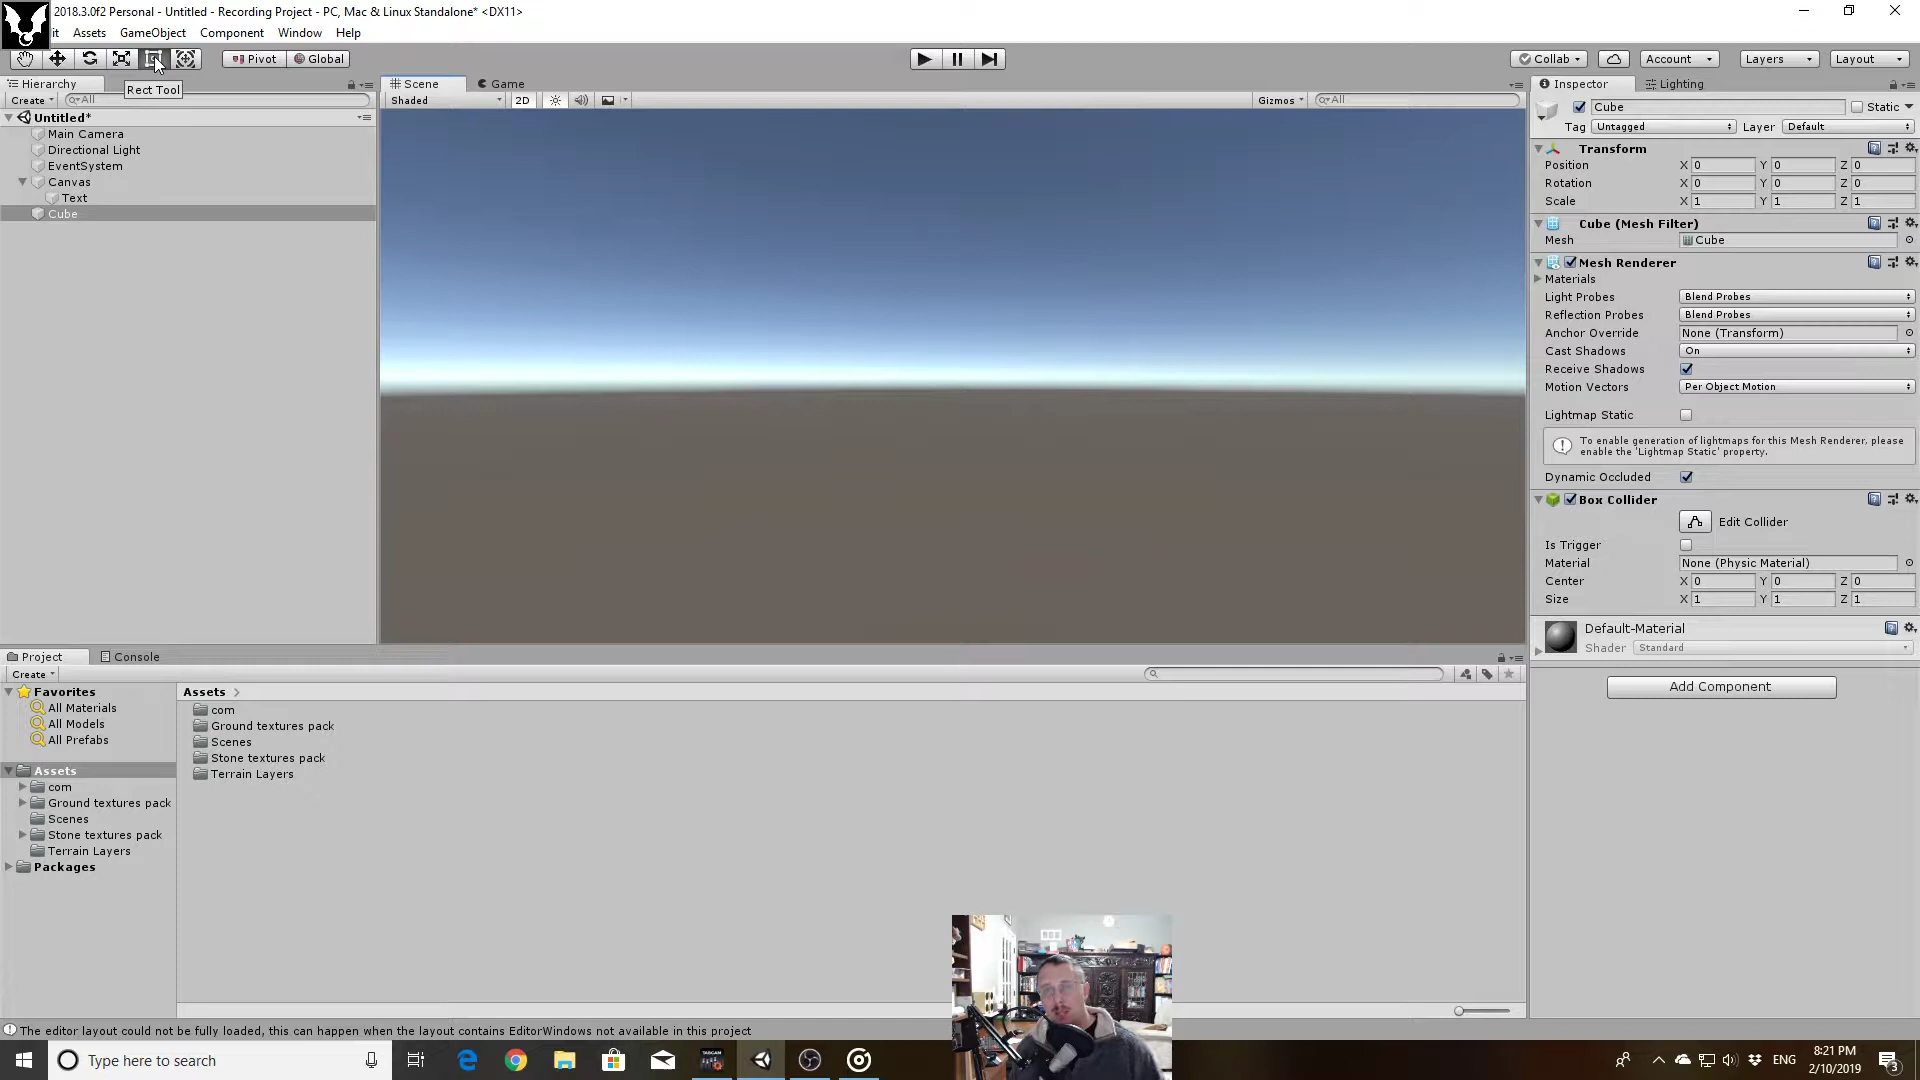 2018.3.0f2 Personal - Untitled - Recording Project - PC, Mac & Linux Standalone* <DX11>
it Assets GameObject Component Window Help
Pivot Global Collab Account Layers Layout
Rect Tool
Hierarchy
Create All
Untitled*
Main Camera
Directional Light
EventSystem
Canvas
Text
Cube
Scene Game
Shaded 2D Gizmos All
Inspector Lighting
Cube Static
Tag Untagged Layer Default
Transform
Position X 0 Y 0 Z 0
Rotation X 0 Y 0 Z 0
Scale X 1 Y 1 Z 1
Cube (Mesh Filter)
Mesh Cube
Mesh Renderer
Materials
Light Probes Blend Probes
Reflection Probes Blend Probes
Anchor Override None (Transform)
Cast Shadows On
Receive Shadows
Motion Vectors Per Object Motion
Lightmap Static
To enable generation of lightmaps for this Mesh Renderer, please
enable the 'Lightmap Static' property.
Dynamic Occluded
Box Collider
Edit Collider
Is Trigger
Material None (Physic Material)
Center X 0 Y 0 Z 0
Size X 1 Y 1 Z 1
Default-Material
Shader Standard
Add Component
Project Console
Create
Favorites
All Materials
All Models
All Prefabs
Assets
com
Ground textures pack
Scenes
Stone textures pack
Terrain Layers
Packages
Assets
com
Ground textures pack
Scenes
Stone textures pack
Terrain Layers
The editor layout could not be fully loaded, this can happen when the layout contains EditorWindows not available in this project
Type here to search
TASCAM
ENG
8:21 PM
2/10/2019
3